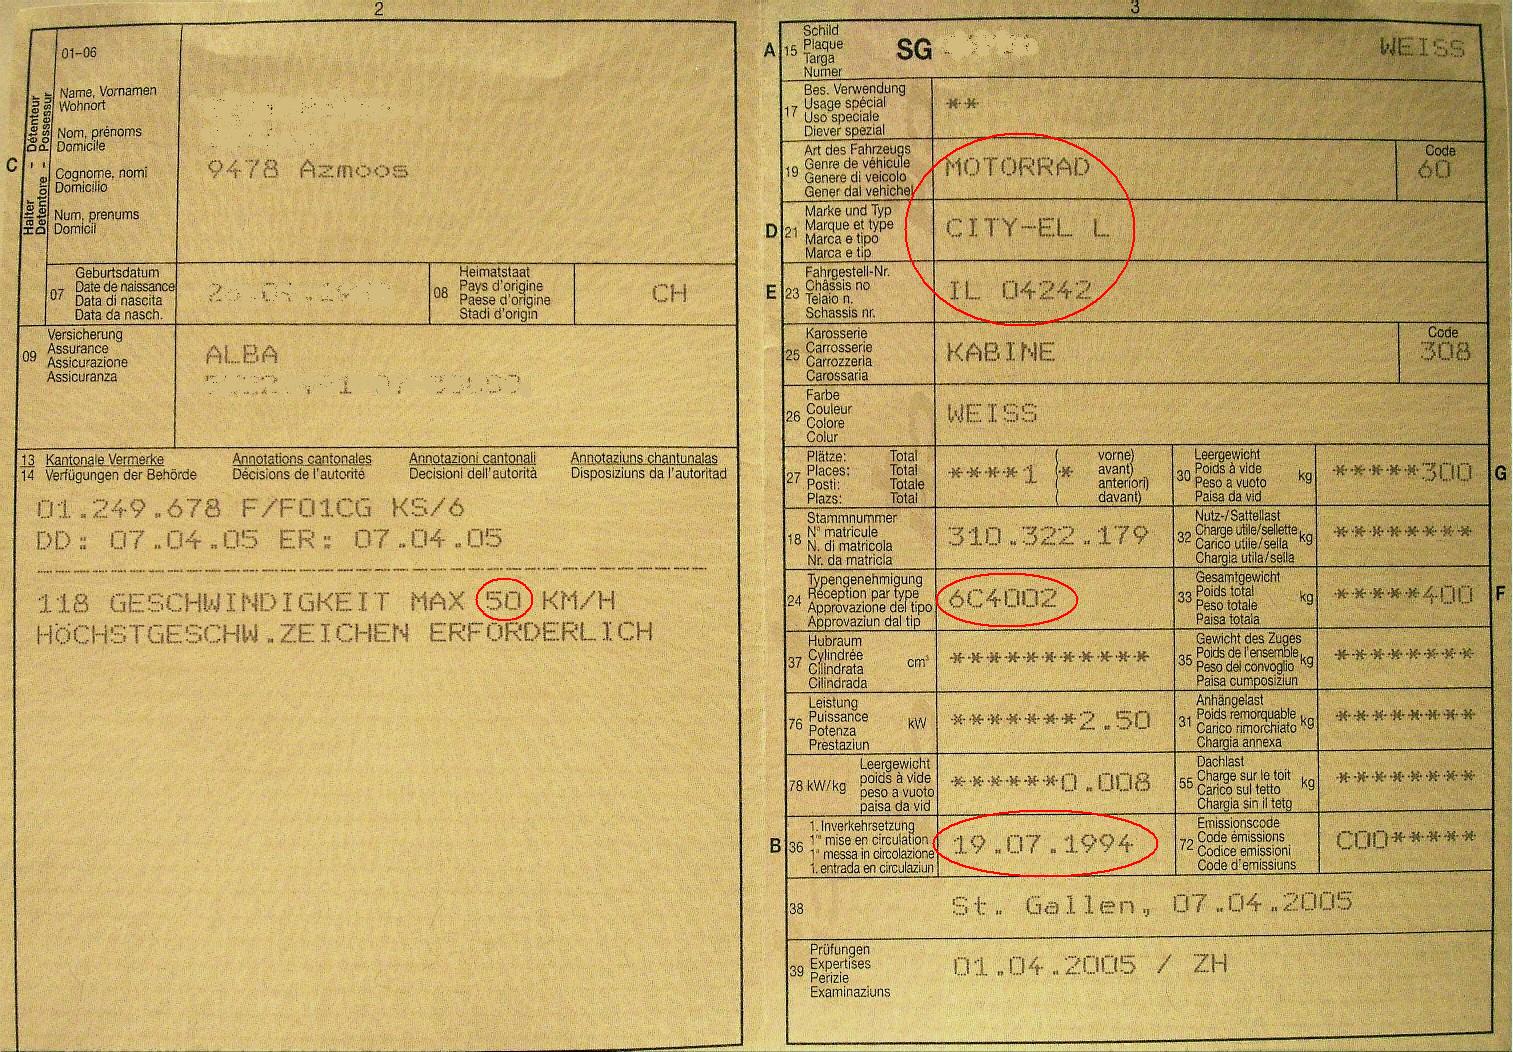 2
01-06
Name, Vornamen
Wohnort
Nom, prénoms
Domicile
Cognome, nomi
Domicilio
Num, prenums
Domicil
C
Halter - Détenteur
Detentore - Possessur
9478 Azmoos
07
Geburtsdatum
Date de naissance
Data di nascita
Data da nasch.
08
Heimatstaat
Pays d'origine
Paese d'origine
Stadi d'origin
CH
09
Versicherung
Assurance
Assicurazione
Assicuranza
ALBA
13 Kantonale Vermerke Annotations cantonales Annotazioni cantonali Annotaziuns chantunalas
14 Verfügungen der Behörde Décisions de l'autorité Decisioni dell'autorità Disposiziuns da l'autoritad
01.249.678 F/F01CG KS/6
DD: 07.04.05 ER: 07.04.05
118 GESCHWINDIGKEIT MAX 50 KM/H
HÖCHSTGESCHW.ZEICHEN ERFORDERLICH
3
A 15
Schild
Plaque
Targa
Numer
SG
WEISS
17
Bes. Verwendung
Usage spécial
Uso speciale
Diever spezial
**
19
Art des Fahrzeugs
Genre de véhicule
Genere di veicolo
Gener dal vehichel
MOTORRAD
Code
60
D 21
Marke und Typ
Marque et type
Marca e tipo
Marca e tip
CITY-EL L
E 23
Fahrgestell-Nr.
Châssis no
Telaio n.
Schassis nr.
IL 04242
25
Karosserie
Carrosserie
Carrozzeria
Carossaria
KABINE
Code
308
26
Farbe
Couleur
Colore
Colur
WEISS
27
Plätze: Total
Places: Total
Posti: Totale
Plazs: Total
****1 (*
vorne)
avant)
anteriori)
davant)
30
Leergewicht
Poids à vide
Peso a vuoto
Paisa da vid
kg
*****300
G
18
Stammnummer
N° matricule
N. di matricola
Nr. da matricla
310.322.179
32
Nutz-/Sattellast
Charge utile/sellette
Carico utile/sella
Chargia utila/sella
kg
********
24
Typengenehmigung
Réception par type
Approvazione del tipo
Approvaziun dal tip
6C4002
33
Gesamtgewicht
Poids total
Peso totale
Paisa totala
kg
*****400
F
37
Hubraum
Cylindrée
Cilindrata
Cilindrada
cm³
***********
35
Gewicht des Zuges
Poids de l'ensemble
Peso del convoglio
Paisa cumposiziun
kg
********
76
Leistung
Puissance
Potenza
Prestaziun
kW
*******2.50
31
Anhängelast
Poids remorquable
Carico rimorchiato
Chargia annexa
kg
********
78 kW/kg
Leergewicht
poids à vide
peso a vuoto
paisa da vid
******0.008
55
Dachlast
Charge sur le toit
Carico sul tetto
Chargia sin il tetg
kg
********
B 36
1. Inverkehrsetzung
1re mise en circulation
1a messa in circolazione
1. entrada en circulaziun
19.07.1994
72
Emissionscode
Code émissions
Codice emissioni
Code d'emissiuns
C00*****
38
St. Gallen, 07.04.2005
39
Prüfungen
Expertises
Perizie
Examinaziuns
01.04.2005 / ZH